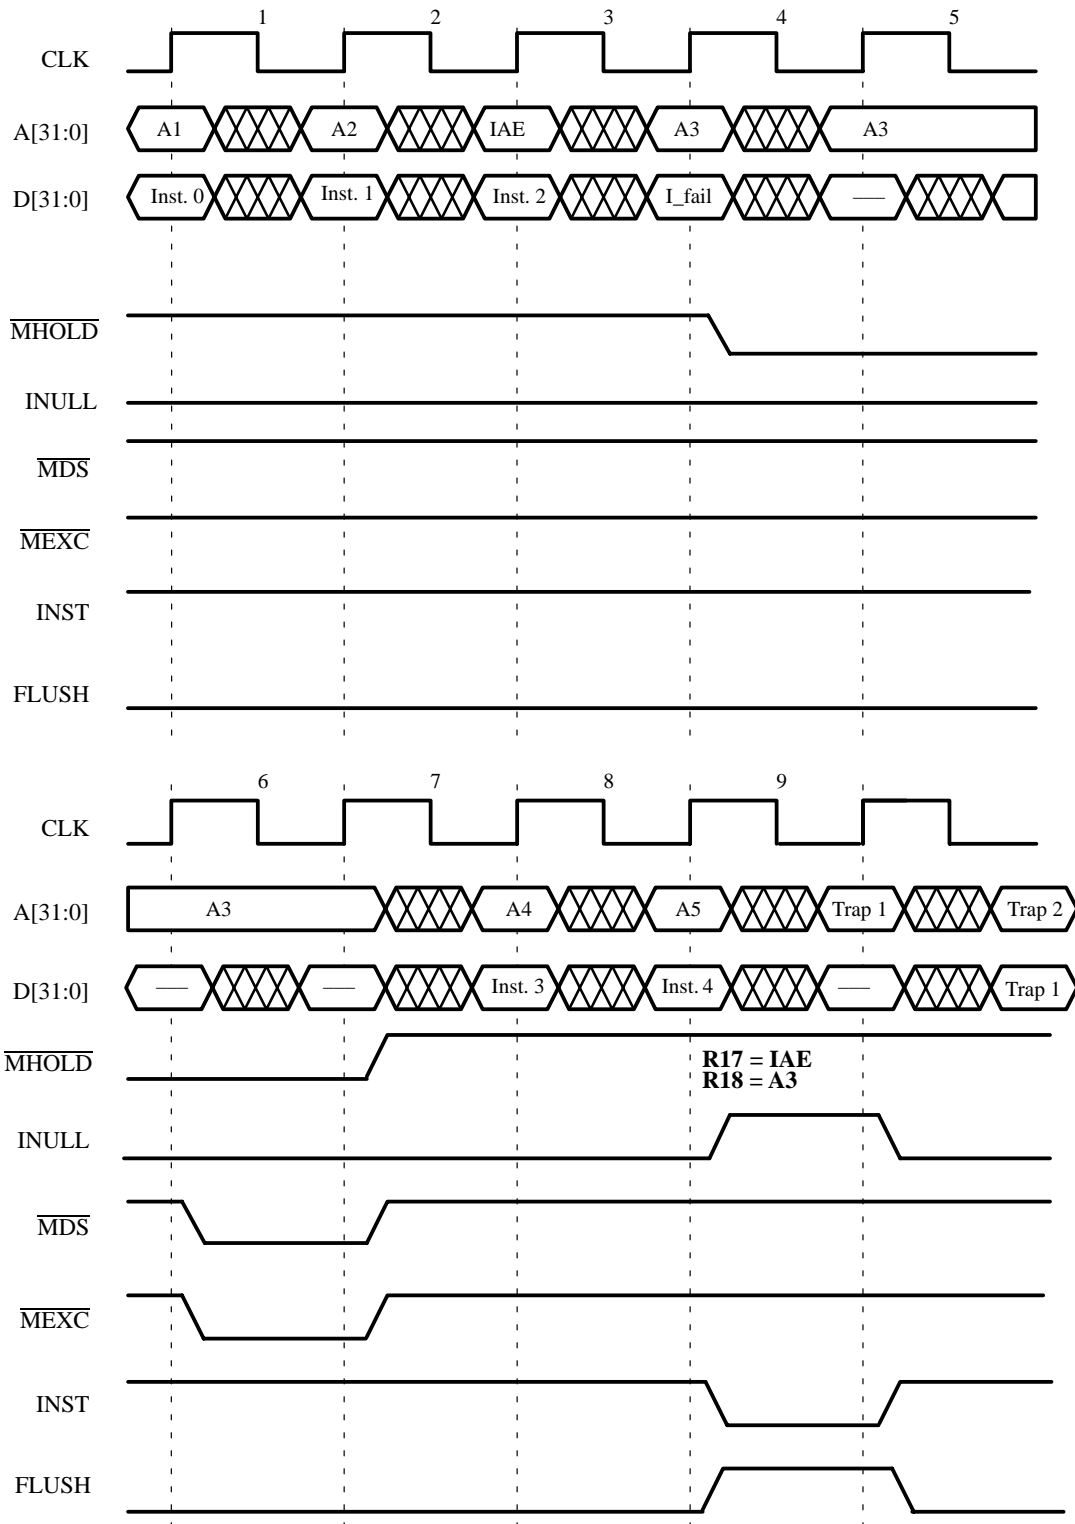 1 2 3 4 5
CLK
A[31:0] A1 A2 IAE A3 A3
D[31:0] Inst. 0 Inst. 1 Inst. 2 I_fail —
MHOLD
INULL
MDS
MEXC
INST
FLUSH
6 7 8 9
CLK
A[31:0] A3 A4 A5 Trap 1 Trap 2
D[31:0] — — Inst. 3 Inst. 4 — Trap 1
MHOLD
R17 = IAE
R18 = A3
INULL
MDS
MEXC
INST
FLUSH